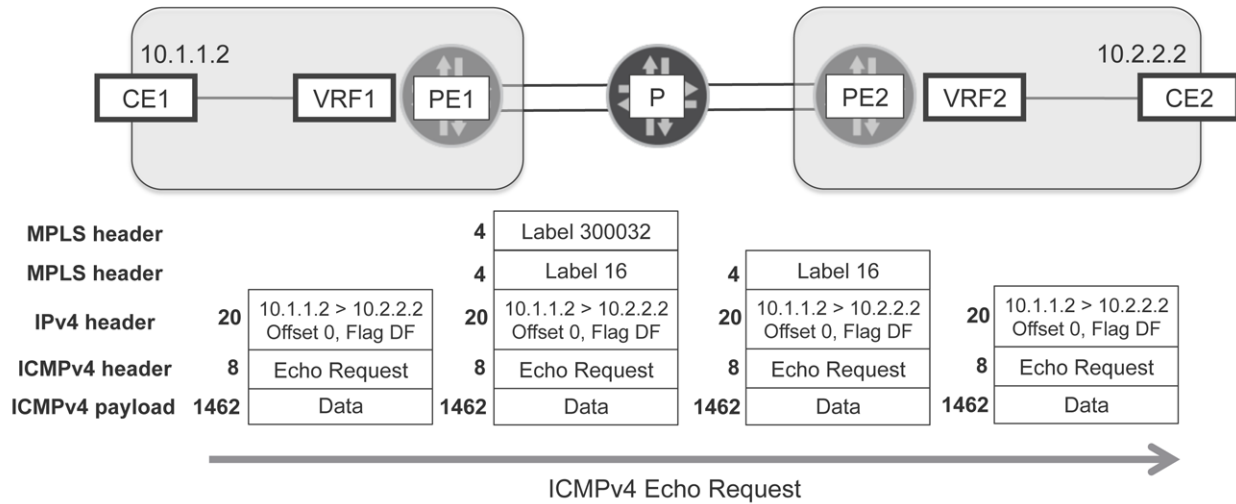 10.1.1.2
10.2.2.2
CE1
VRF1
PE1
P
PE2
VRF2
CE2
MPLS header
4
Label 300032
MPLS header
4
Label 16
4
Label 16
IPv4 header
20
10.1.1.2 > 10.2.2.2
Offset 0, Flag DF
20
10.1.1.2 > 10.2.2.2
Offset 0, Flag DF
20
10.1.1.2 > 10.2.2.2
Offset 0, Flag DF
20
10.1.1.2 > 10.2.2.2
Offset 0, Flag DF
ICMPv4 header
8
Echo Request
8
Echo Request
8
Echo Request
8
Echo Request
ICMPv4 payload
1462
Data
1462
Data
1462
Data
1462
Data
ICMPv4 Echo Request